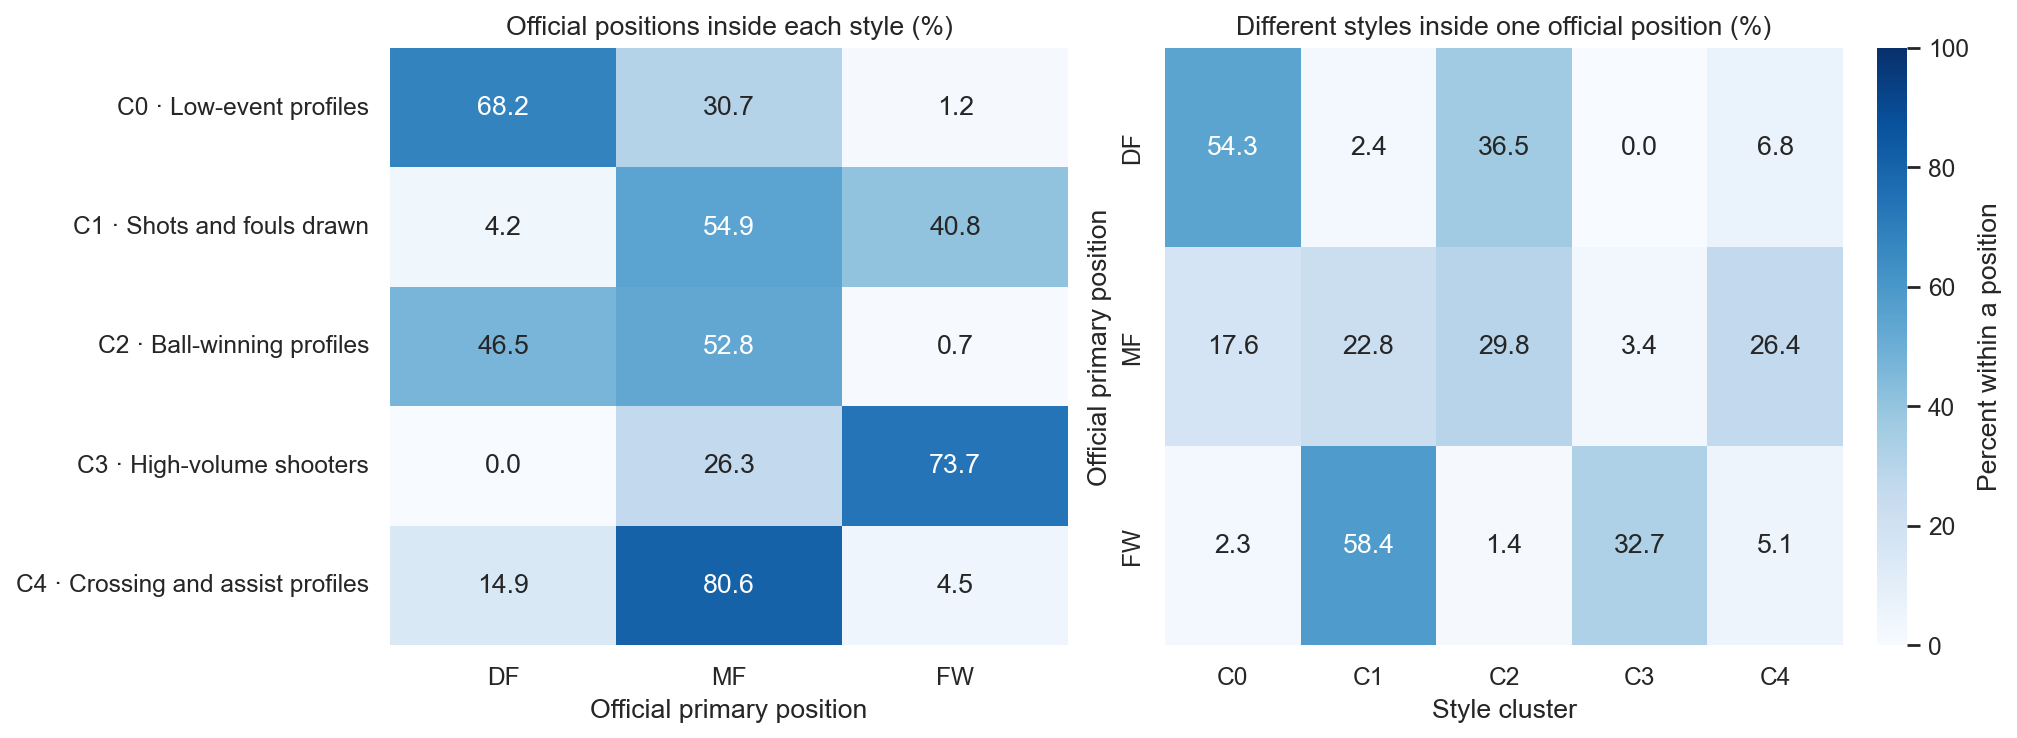 Official positions inside each style (%)
C0 · Low-event profiles
68.2 30.7 1.2
C1 · Shots and fouls drawn
4.2 54.9 40.8
C2 · Ball-winning profiles
46.5 52.8 0.7
C3 · High-volume shooters
0.0 26.3 73.7
C4 · Crossing and assist profiles
14.9 80.6 4.5
DF MF FW
Official primary position
Different styles inside one official position (%)
Official primary position
DF
54.3 2.4 36.5 0.0 6.8
MF
17.6 22.8 29.8 3.4 26.4
FW
2.3 58.4 1.4 32.7 5.1
C0 C1 C2 C3 C4
Style cluster
100
80
60
40
20
0
Percent within a position